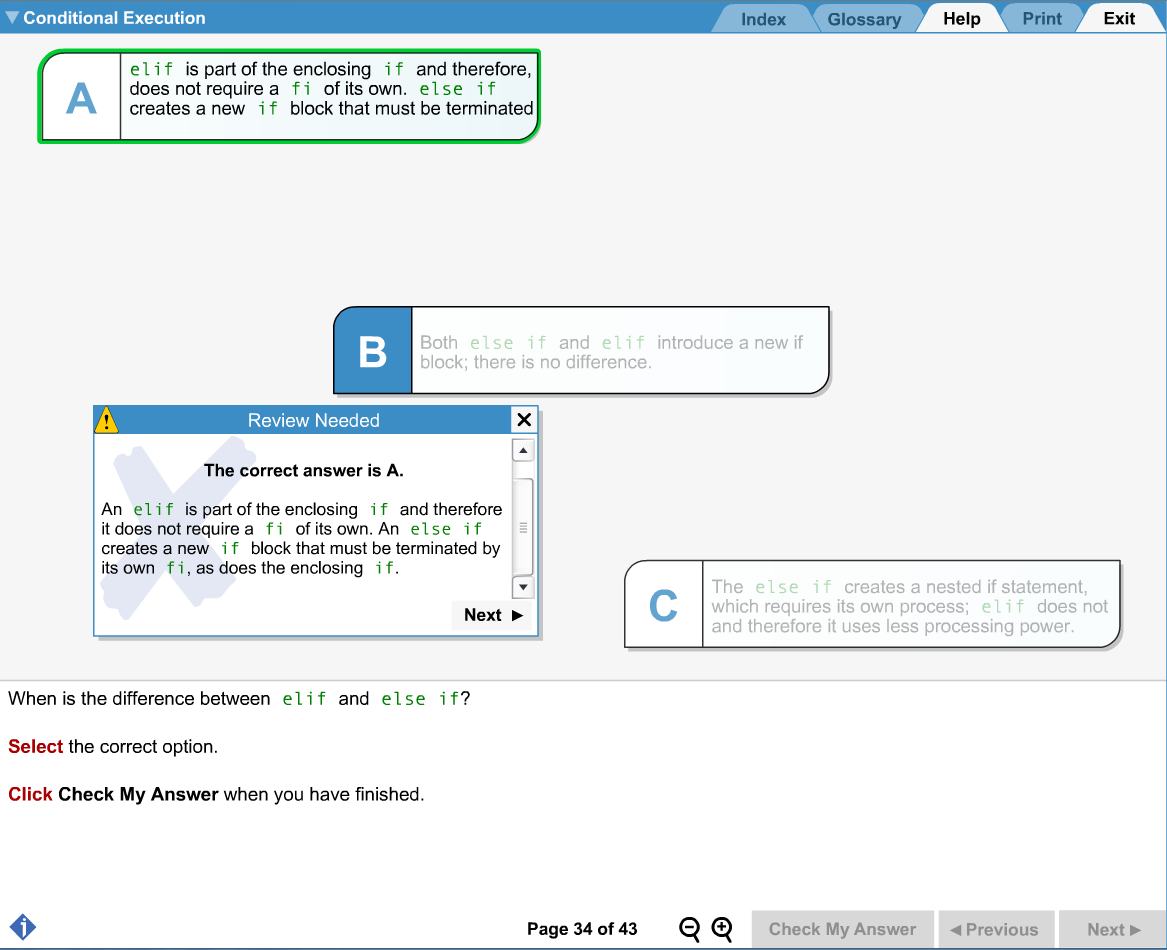 Conditional Execution
Index
Glossary
Help
Print
Exit
A
elif is part of the enclosing if and therefore,
does not require a fi of its own. else if
creates a new if block that must be terminated
B
Both else if and elif introduce a new if
block; there is no difference.
Review Needed
The correct answer is A.
An elif is part of the enclosing if and therefore
it does not require a fi of its own. An else if
creates a new if block that must be terminated by
its own fi, as does the enclosing if.
Next
C
The else if creates a nested if statement,
which requires its own process; elif does not
and therefore it uses less processing power.
When is the difference between elif and else if?
Select the correct option.
Click Check My Answer when you have finished.
Page 34 of 43
Check My Answer
Previous
Next